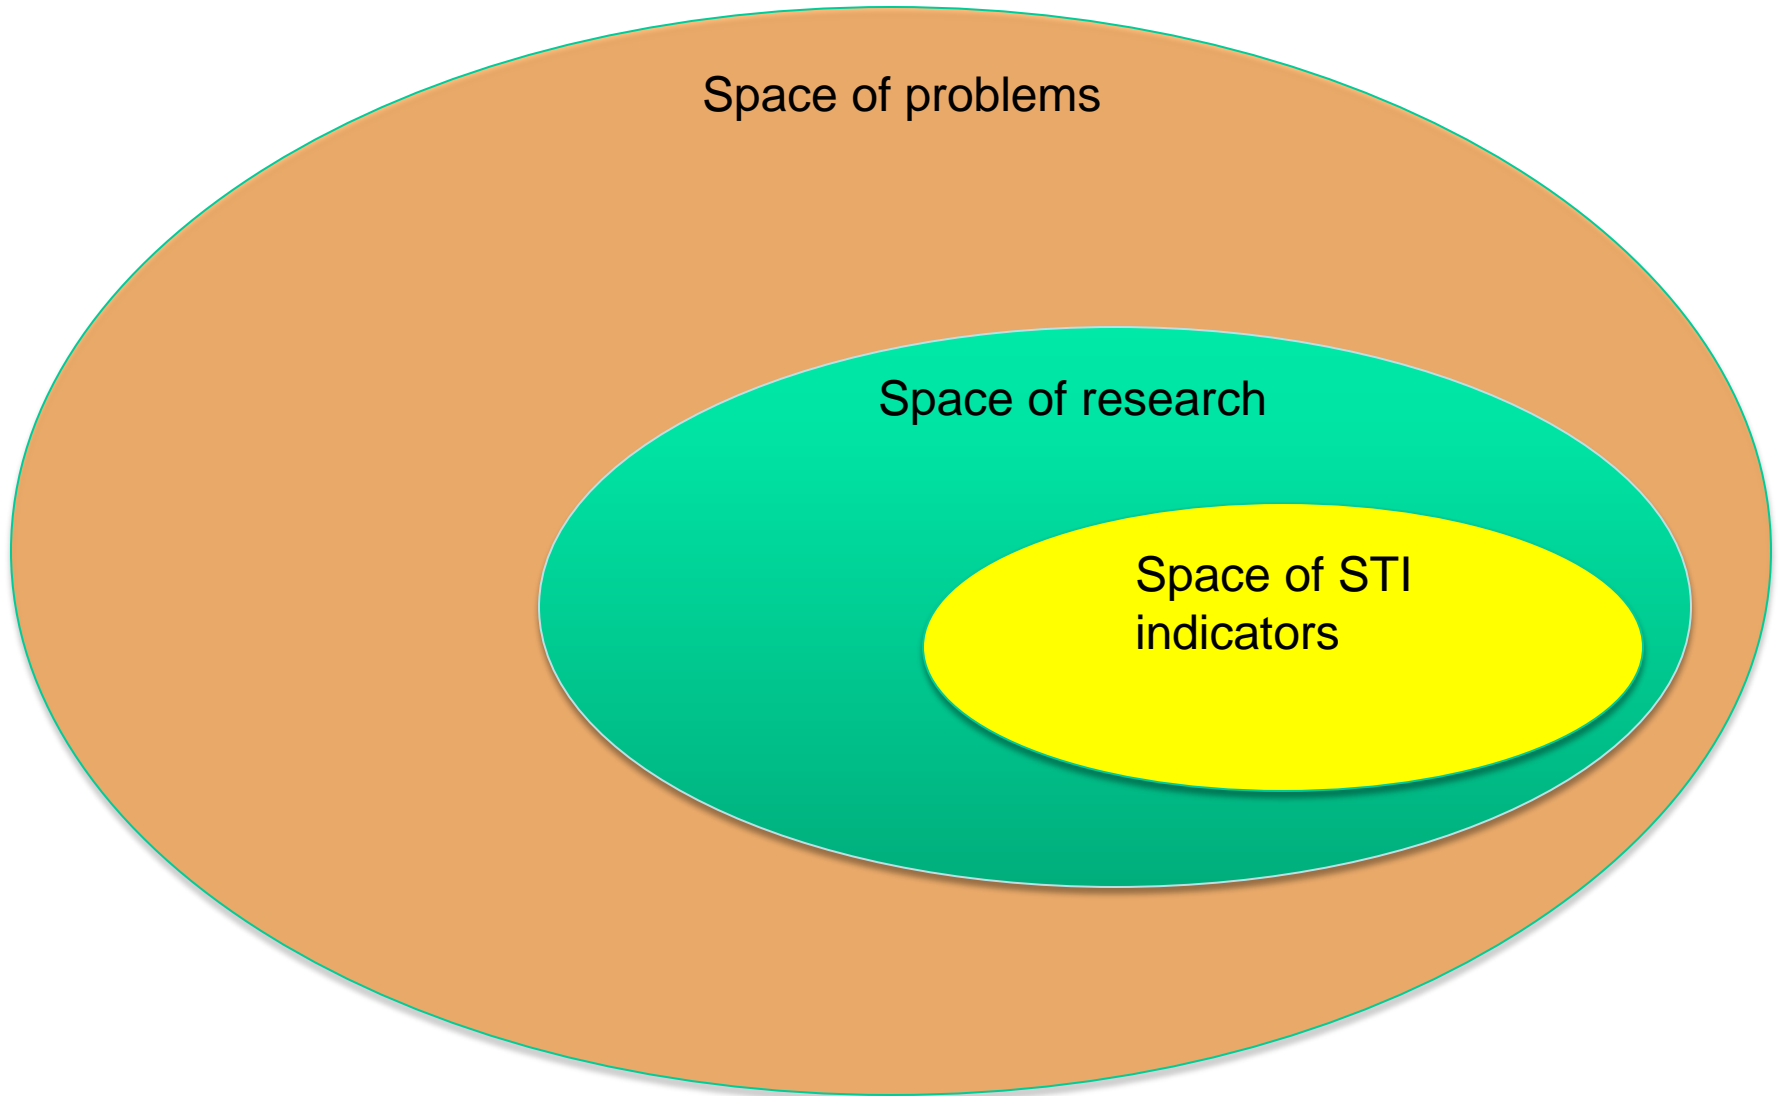 Space of problems
Space of research
Space of STI
indicators